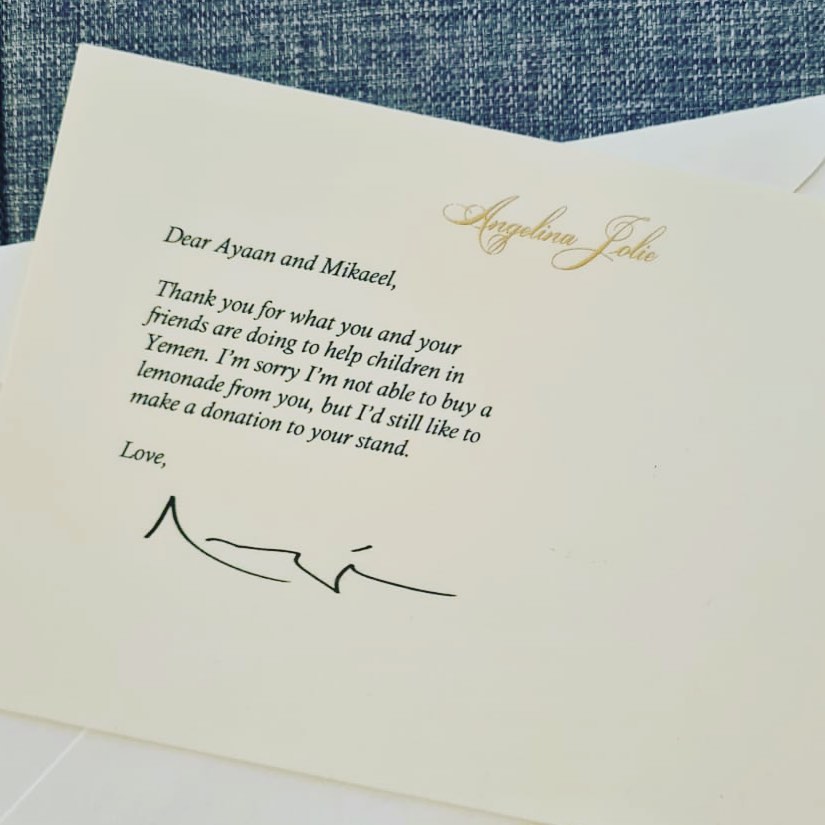 Angelina Jolie
Dear Ayaan and Mikaeel,
Thank you for what you and your
friends are doing to help children in
Yemen. I'm sorry I'm not able to buy a
lemonade from you, but I'd still like to
make a donation to your stand.
Love,